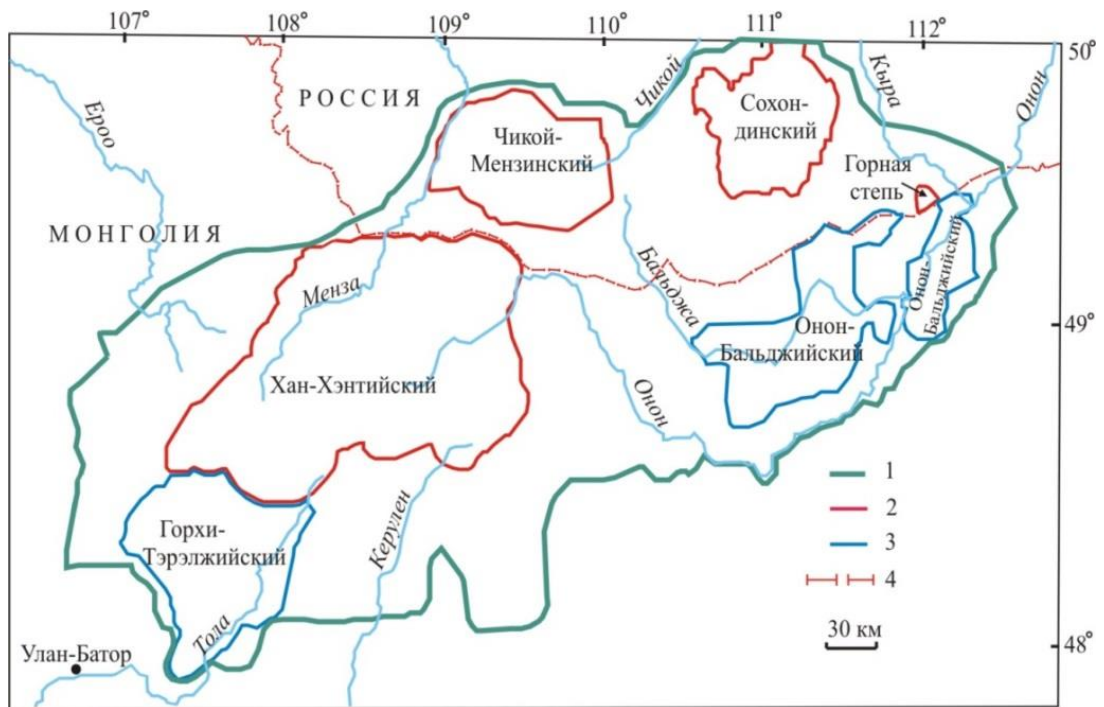 107°
108°
109°
110°
111°
112°
50°
РОССИЯ
Ероо
Чикой
Кыра
Онон
Сохон-
динский
Чикой-
Мензинский
Горная
степь
МОНГОЛИЯ
Менза
Бальджа
Онон-
Бальджийский
49°
Онон-
Бальджийский
Хан-Хэнтийский
Онон
Керулен
1
2
3
4
Горхи-
Тэрэлжийский
Тола
30 км
48°
Улан-Батор